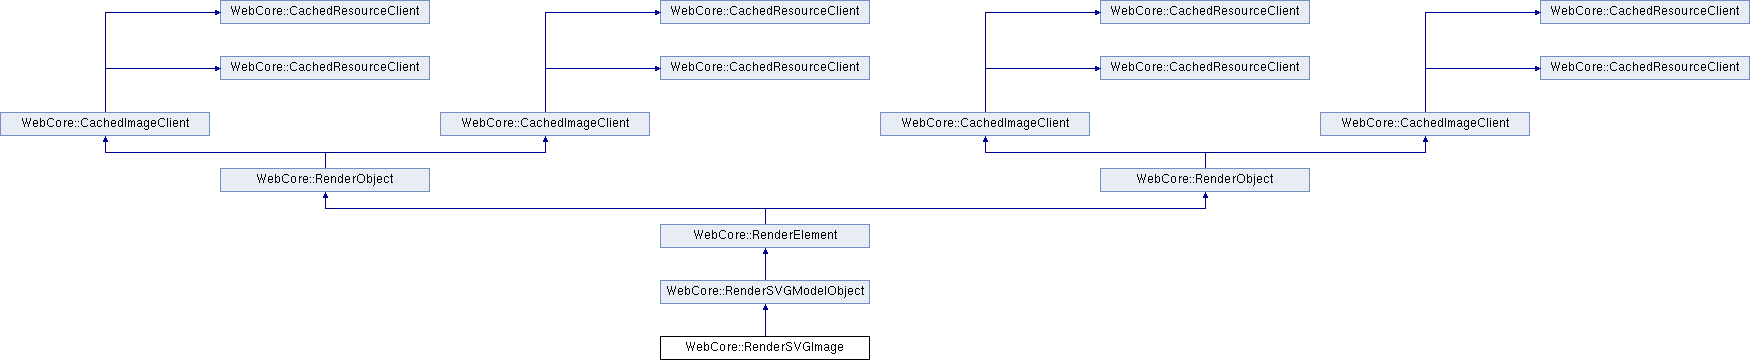 WebCore::CachedResourceClient
WebCore::CachedResourceClient
WebCore::CachedResourceClient
WebCore::CachedResourceClient
WebCore::CachedResourceClient
WebCore::CachedResourceClient
WebCore::CachedResourceClient
WebCore::CachedResourceClient
WebCore::CachedImageClient
WebCore::CachedImageClient
WebCore::CachedImageClient
WebCore::CachedImageClient
WebCore::RenderObject
WebCore::RenderObject
WebCore::RenderElement
WebCore::RenderSVGModelObject
WebCore::RenderSVGImage